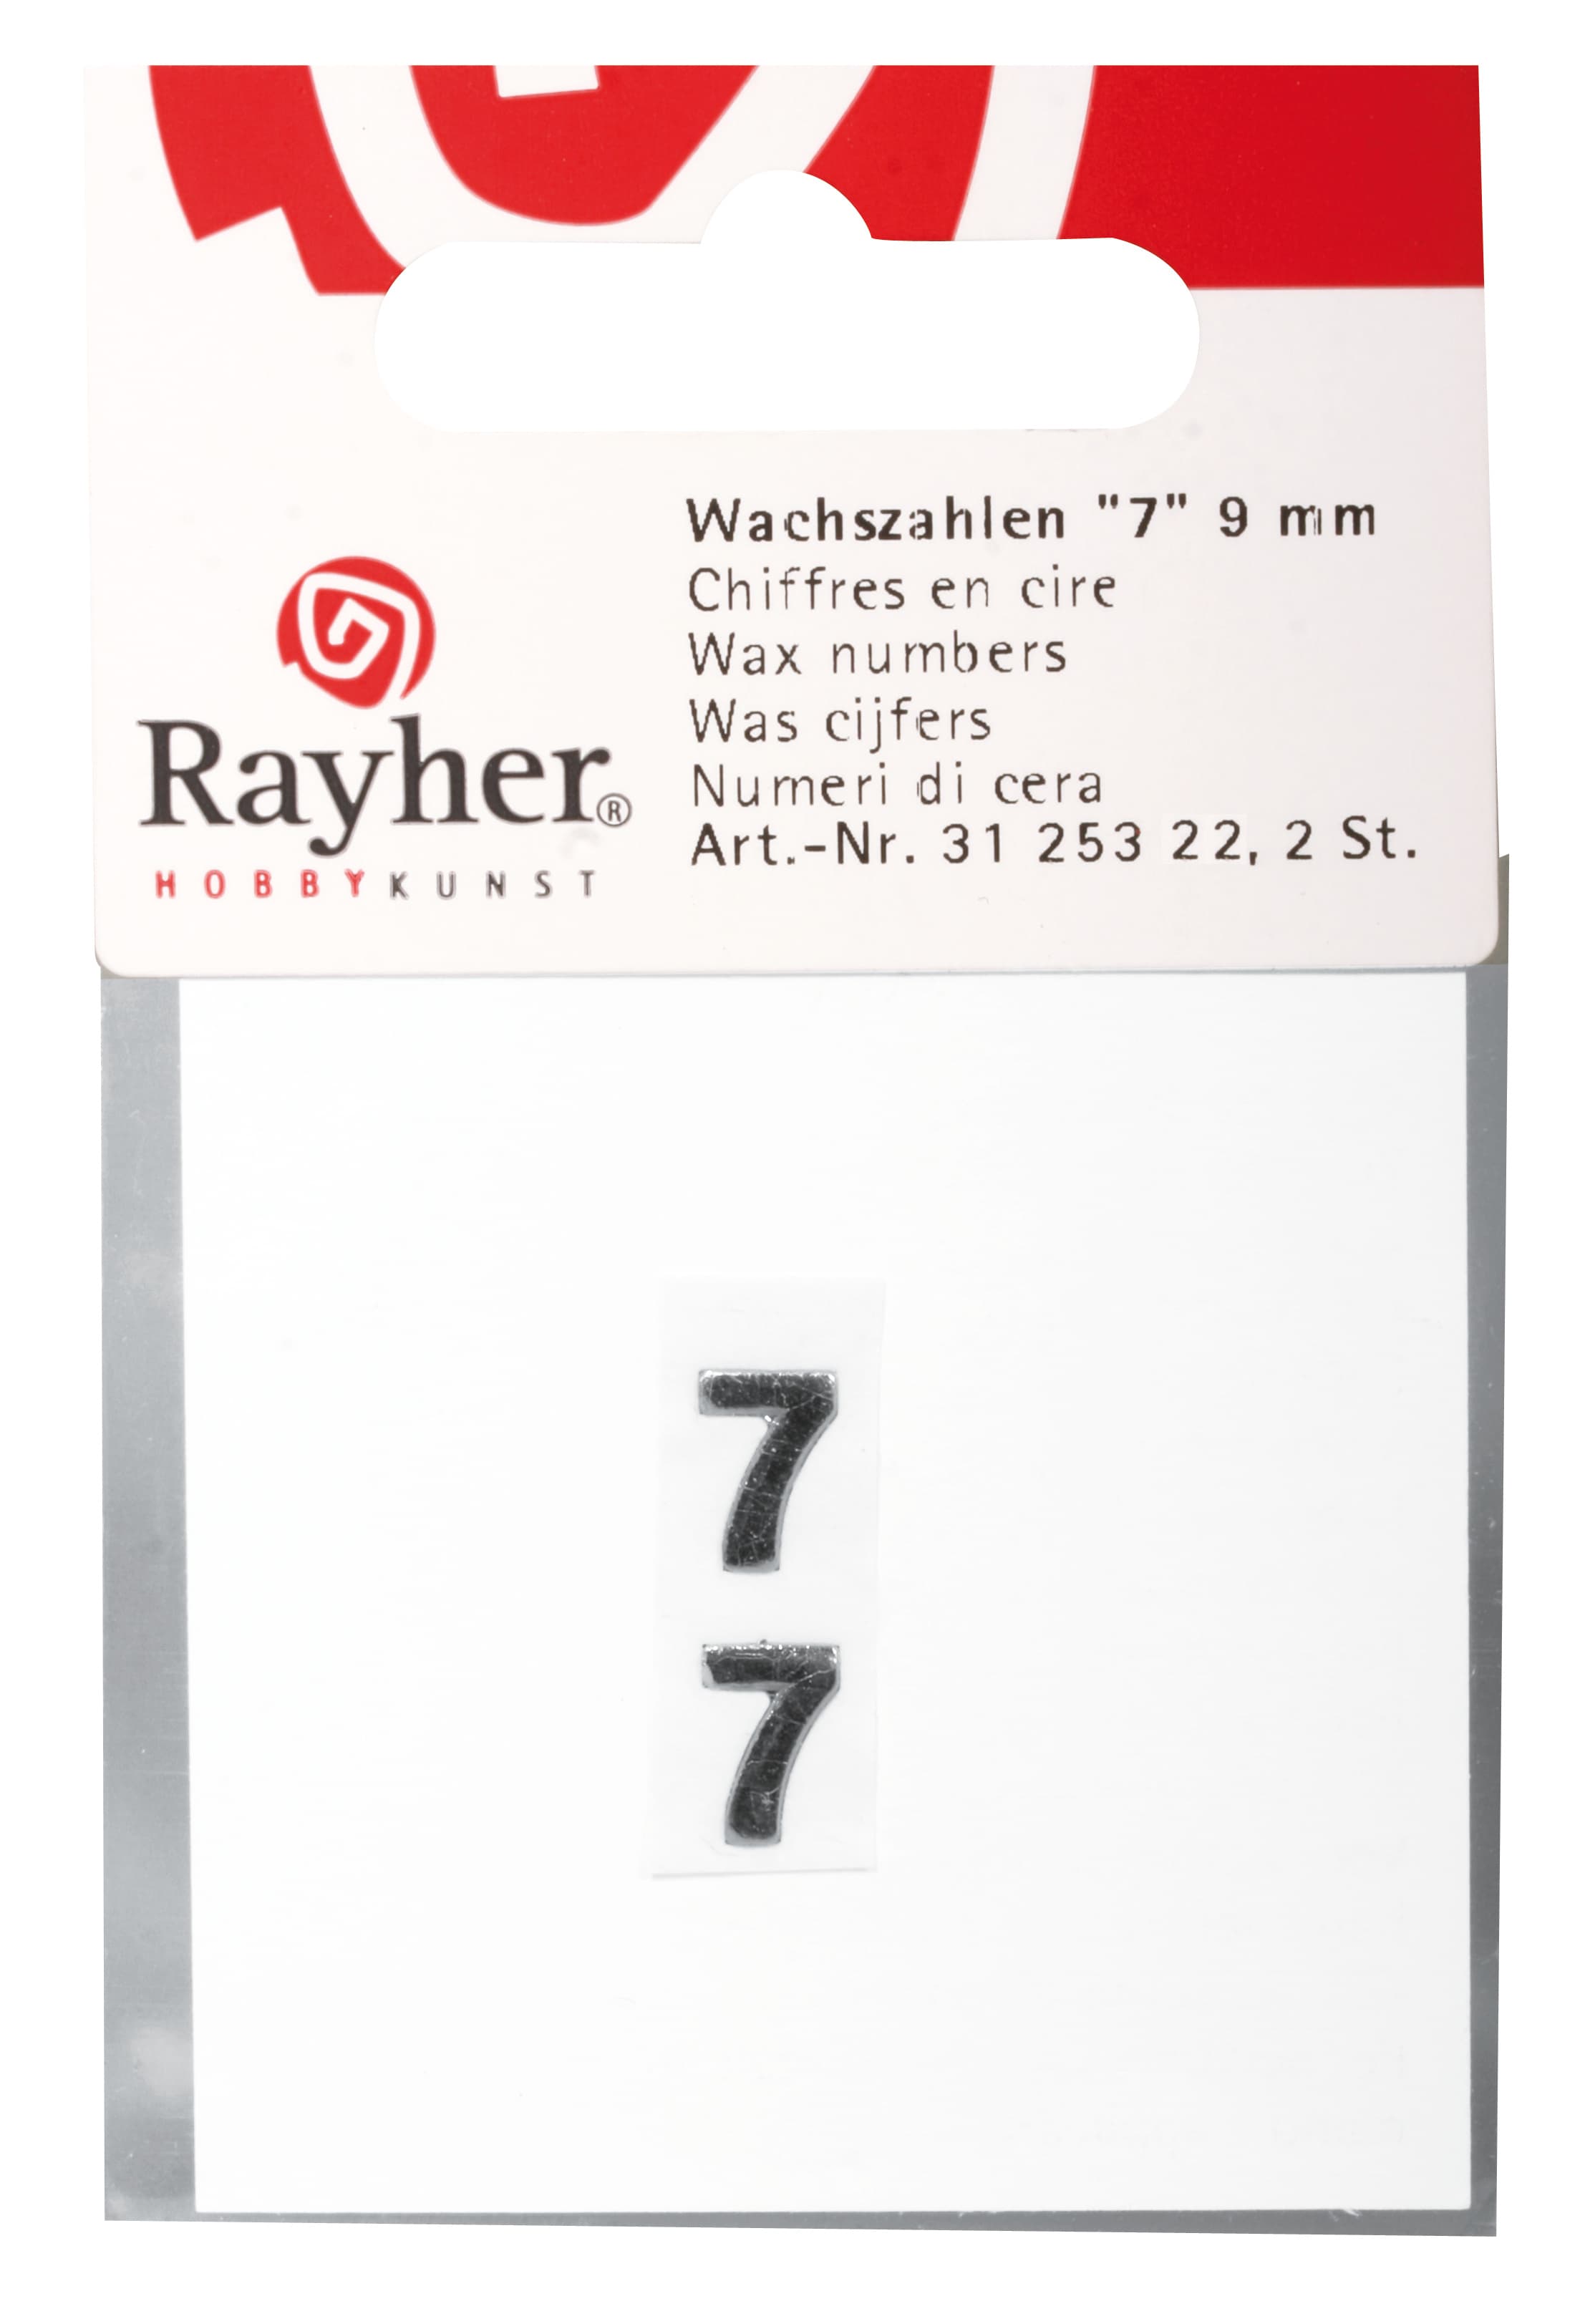 Wachszahlen "7" 9 mm
Chiffres en cire
Wax numbers
Was cijfers
Numeri di cera
Art.-Nr. 31 253 22, 2 St.
Rayher®
HOBBYKUNST
7
7